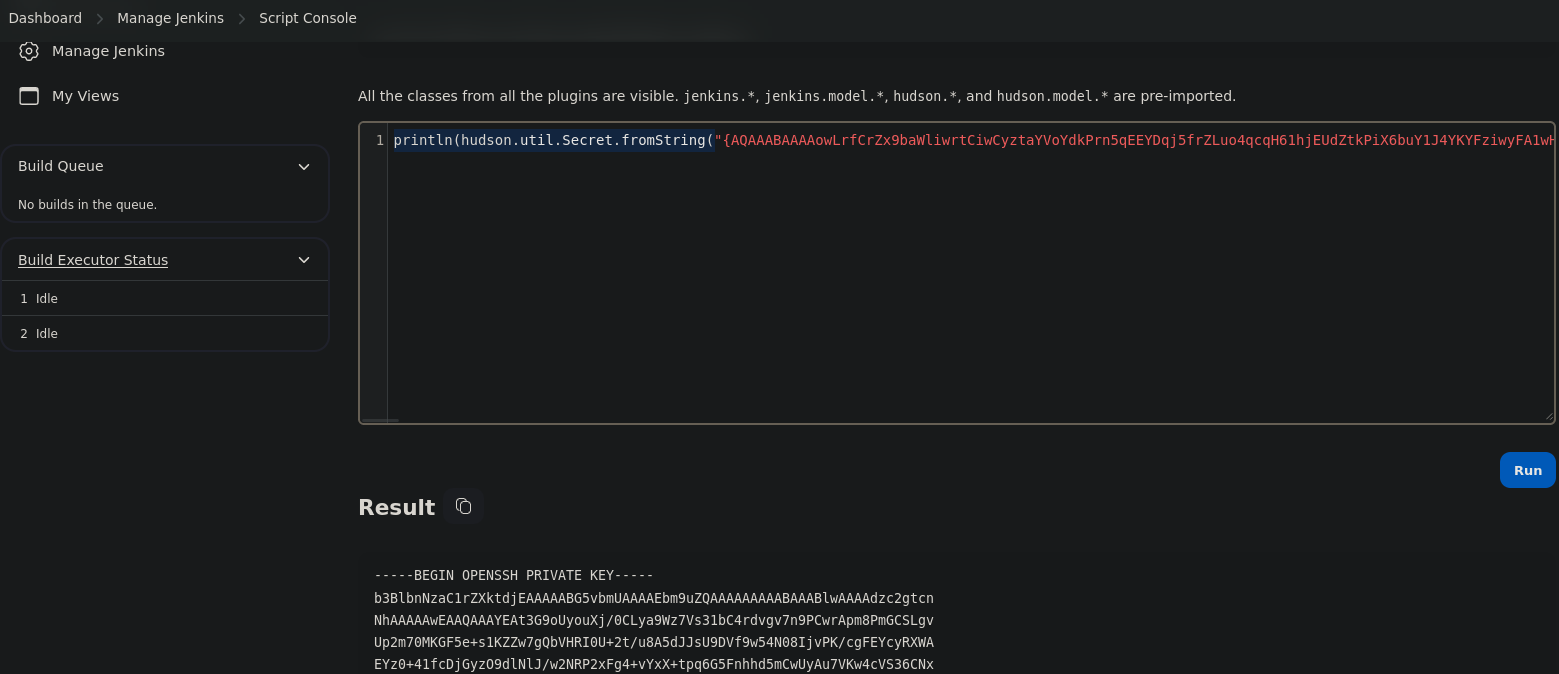 Dashboard > Manage Jenkins > Script Console
Manage Jenkins
My Views
Build Queue
No builds in the queue.
Build Executor Status
1 Idle
2 Idle
All the classes from all the plugins are visible. jenkins.*, jenkins.model.*, hudson.*, and hudson.model.* are pre-imported.
1 println(hudson.util.Secret.fromString("{AQAAABAAAAowLrfCrZx9baWliwrtCiwCyztaYVoYdkPrn5qEEYDqj5frZLuo4qcqH61hjEUdZtkPiX6buY1J4YKYFziwyFA1wH
Run
Result
-----BEGIN OPENSSH PRIVATE KEY-----
b3BlbnNzaC1rZXktdjEAAAAABG5vbmUAAAAEbm9uZQAAAAAAAAABAAABlwAAAAdzc2gtcn
NhAAAAAwEAAQAAAYEAt3G9oUyouXj/0CLya9Wz7Vs31bC4rdvgv7n9PCwrApm8PmGCSLgv
Up2m70MKGF5e+s1KZZw7gQbVHRI0U+2t/u8A5dJJsU9DVf9w54N08IjvPK/cgFEYcyRXWA
EYz0+41fcDjGyzO9dlNlJ/w2NRP2xFg4+vYxX+tpq6G5Fnhhd5mCwUyAu7VKw4cVS36CNx